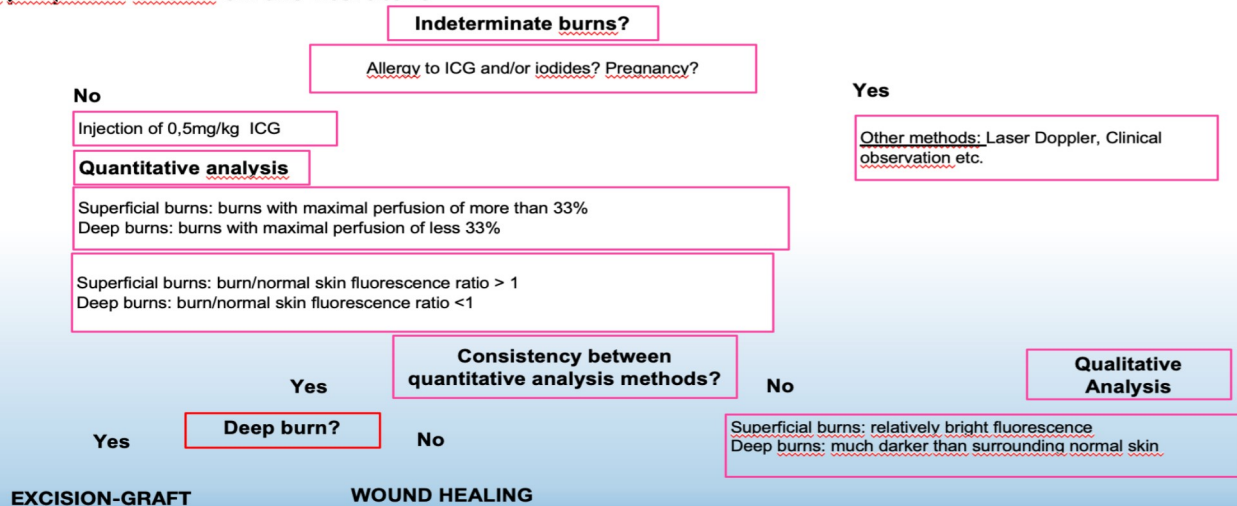 Indeterminate burns?
Allergy to ICG and/or iodides? Pregnancy?
No
Yes
Injection of 0,5mg/kg ICG
Other methods: Laser Doppler, Clinical
observation etc.
Quantitative analysis
Superficial burns: burns with maximal perfusion of more than 33%
Deep burns: burns with maximal perfusion of less 33%
Superficial burns: burn/normal skin fluorescence ratio > 1
Deep burns: burn/normal skin fluorescence ratio <1
Consistency between
quantitative analysis methods?
Yes
No
Qualitative
Analysis
Deep burn?
Yes
No
Superficial burns: relatively bright fluorescence
Deep burns: much darker than surrounding normal skin
EXCISION-GRAFT
WOUND HEALING